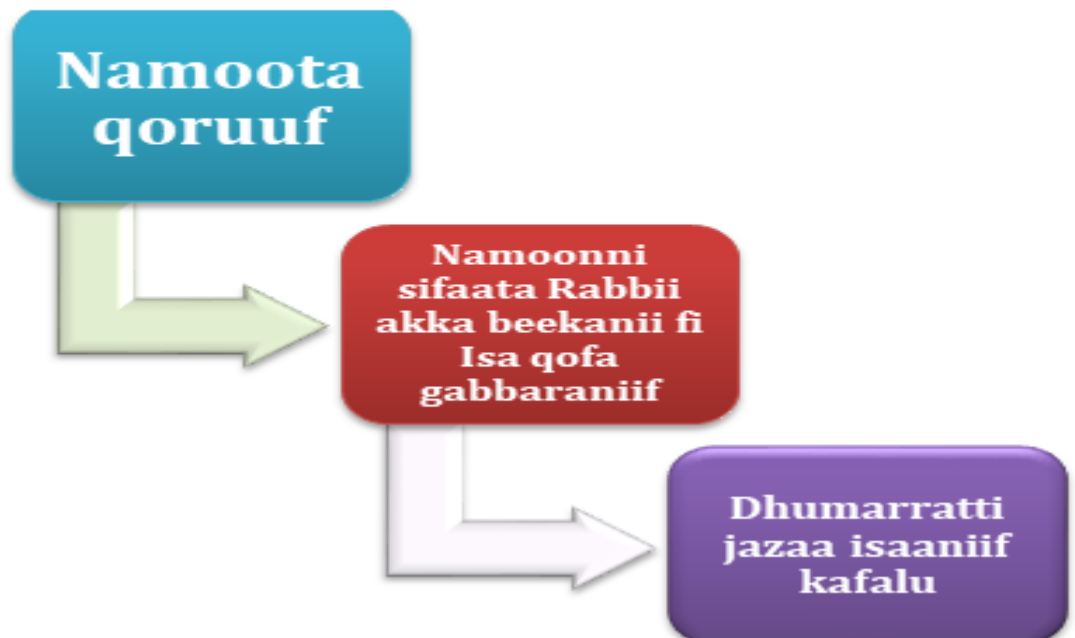 Namoota
qoruuf
Namoonni
sifaata Rabbii
akka beekanii fi
Isa qofa
gabbaraniif
Dhumarratti
jazaa isaaniif
kafalu